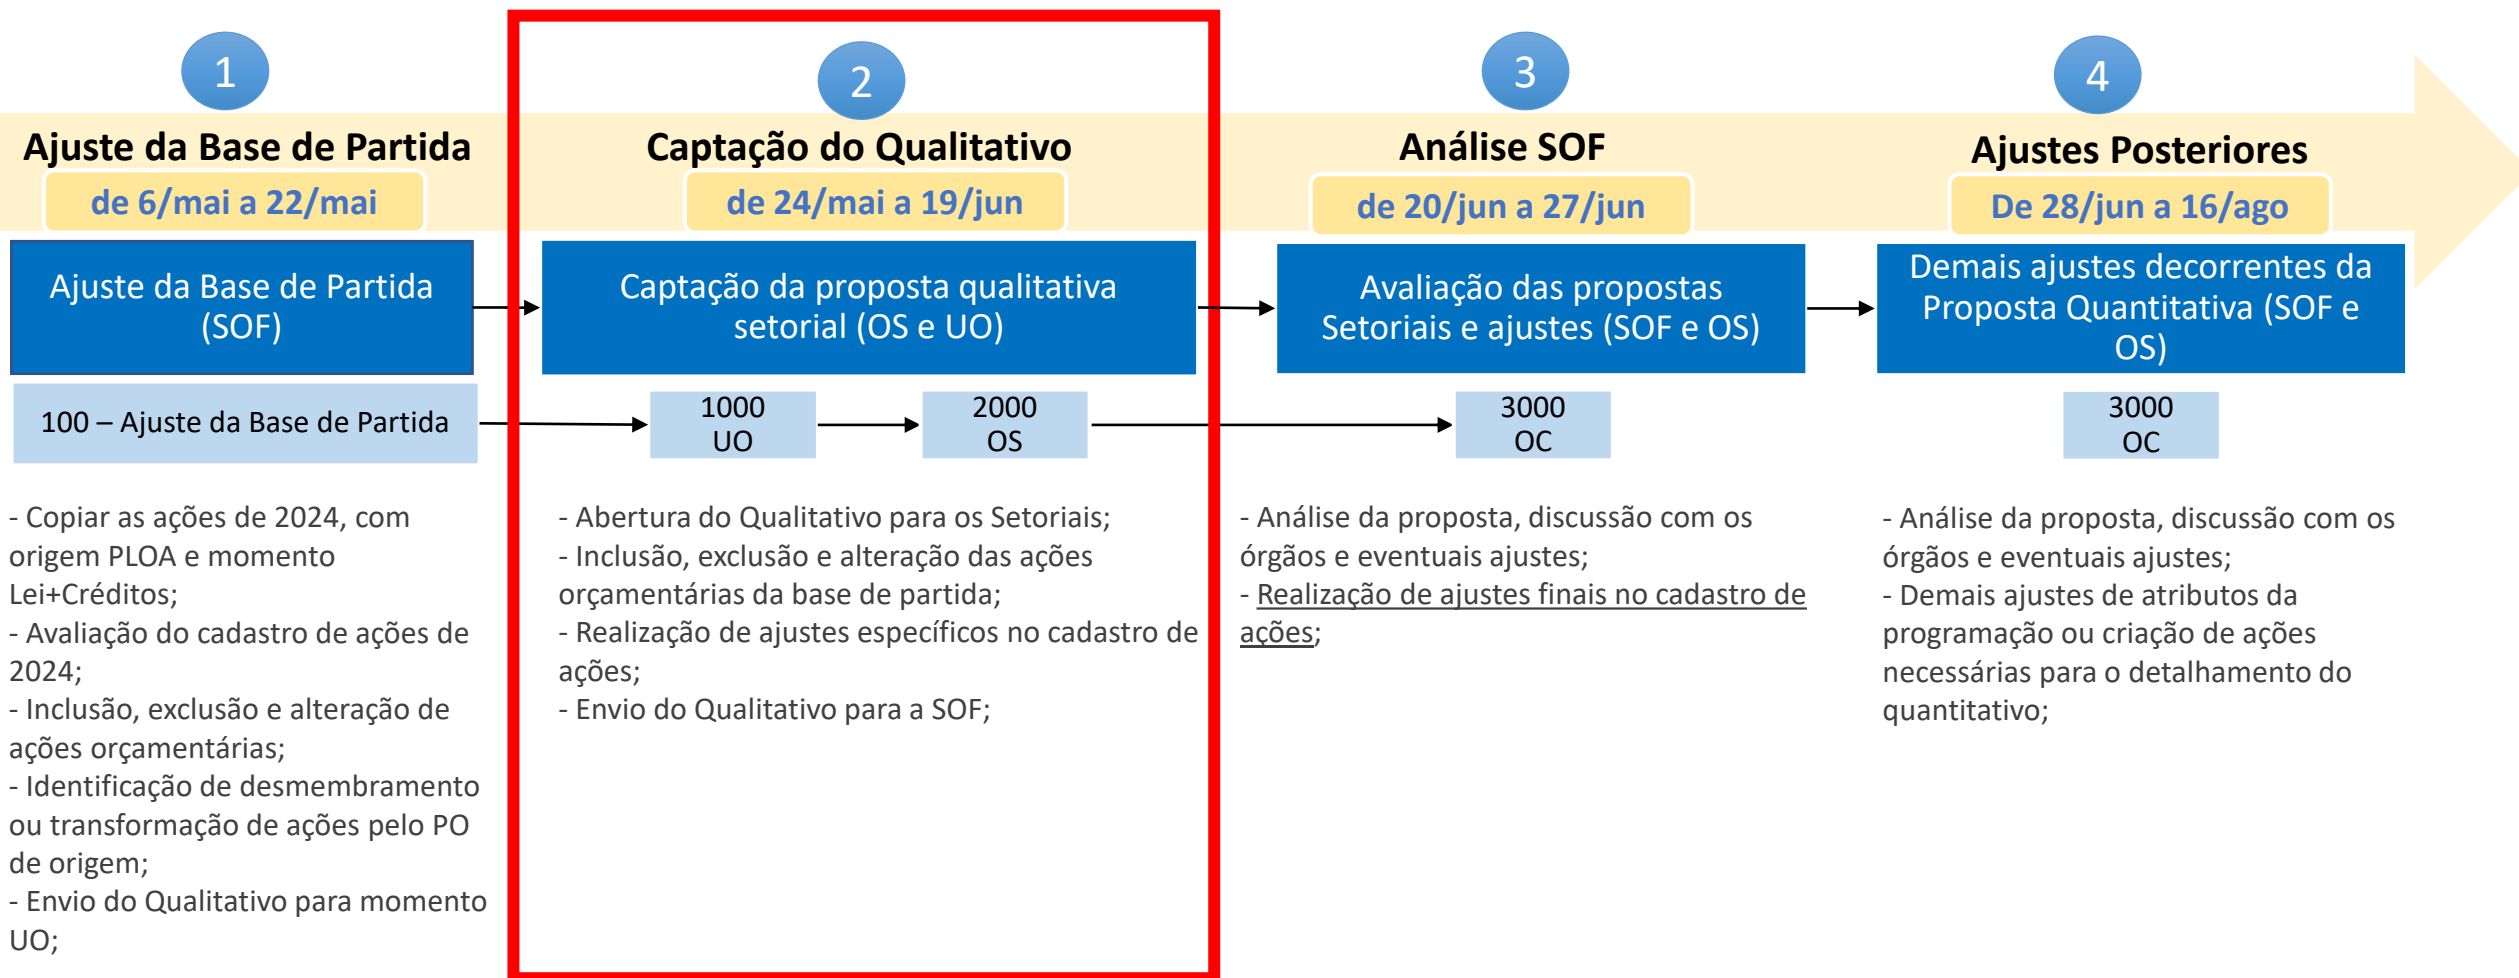 1
Ajuste da Base de Partida
de 6/mai a 22/mai
Ajuste da Base de Partida
(SOF)
100 – Ajuste da Base de Partida
- Copiar as ações de 2024, com
origem PLOA e momento
Lei+Créditos;
- Avaliação do cadastro de ações de
2024;
- Inclusão, exclusão e alteração de
ações orçamentárias;
- Identificação de desmembramento
ou transformação de ações pelo PO
de origem;
- Envio do Qualitativo para momento
UO;
2
Captação do Qualitativo
de 24/mai a 19/jun
Captação da proposta qualitativa
setorial (OS e UO)
1000
UO
2000
OS
- Abertura do Qualitativo para os Setoriais;
- Inclusão, exclusão e alteração das ações
orçamentárias da base de partida;
- Realização de ajustes específicos no cadastro de
ações;
- Envio do Qualitativo para a SOF;
3
Análise SOF
de 20/jun a 27/jun
Avaliação das propostas
Setoriais e ajustes (SOF e OS)
3000
OC
- Análise da proposta, discussão com os
órgãos e eventuais ajustes;
- Realização de ajustes finais no cadastro de
ações;
4
Ajustes Posteriores
De 28/jun a 16/ago
Demais ajustes decorrentes da
Proposta Quantitativa (SOF e
OS)
3000
OC
- Análise da proposta, discussão com os
órgãos e eventuais ajustes;
- Demais ajustes de atributos da
programação ou criação de ações
necessárias para o detalhamento do
quantitativo;